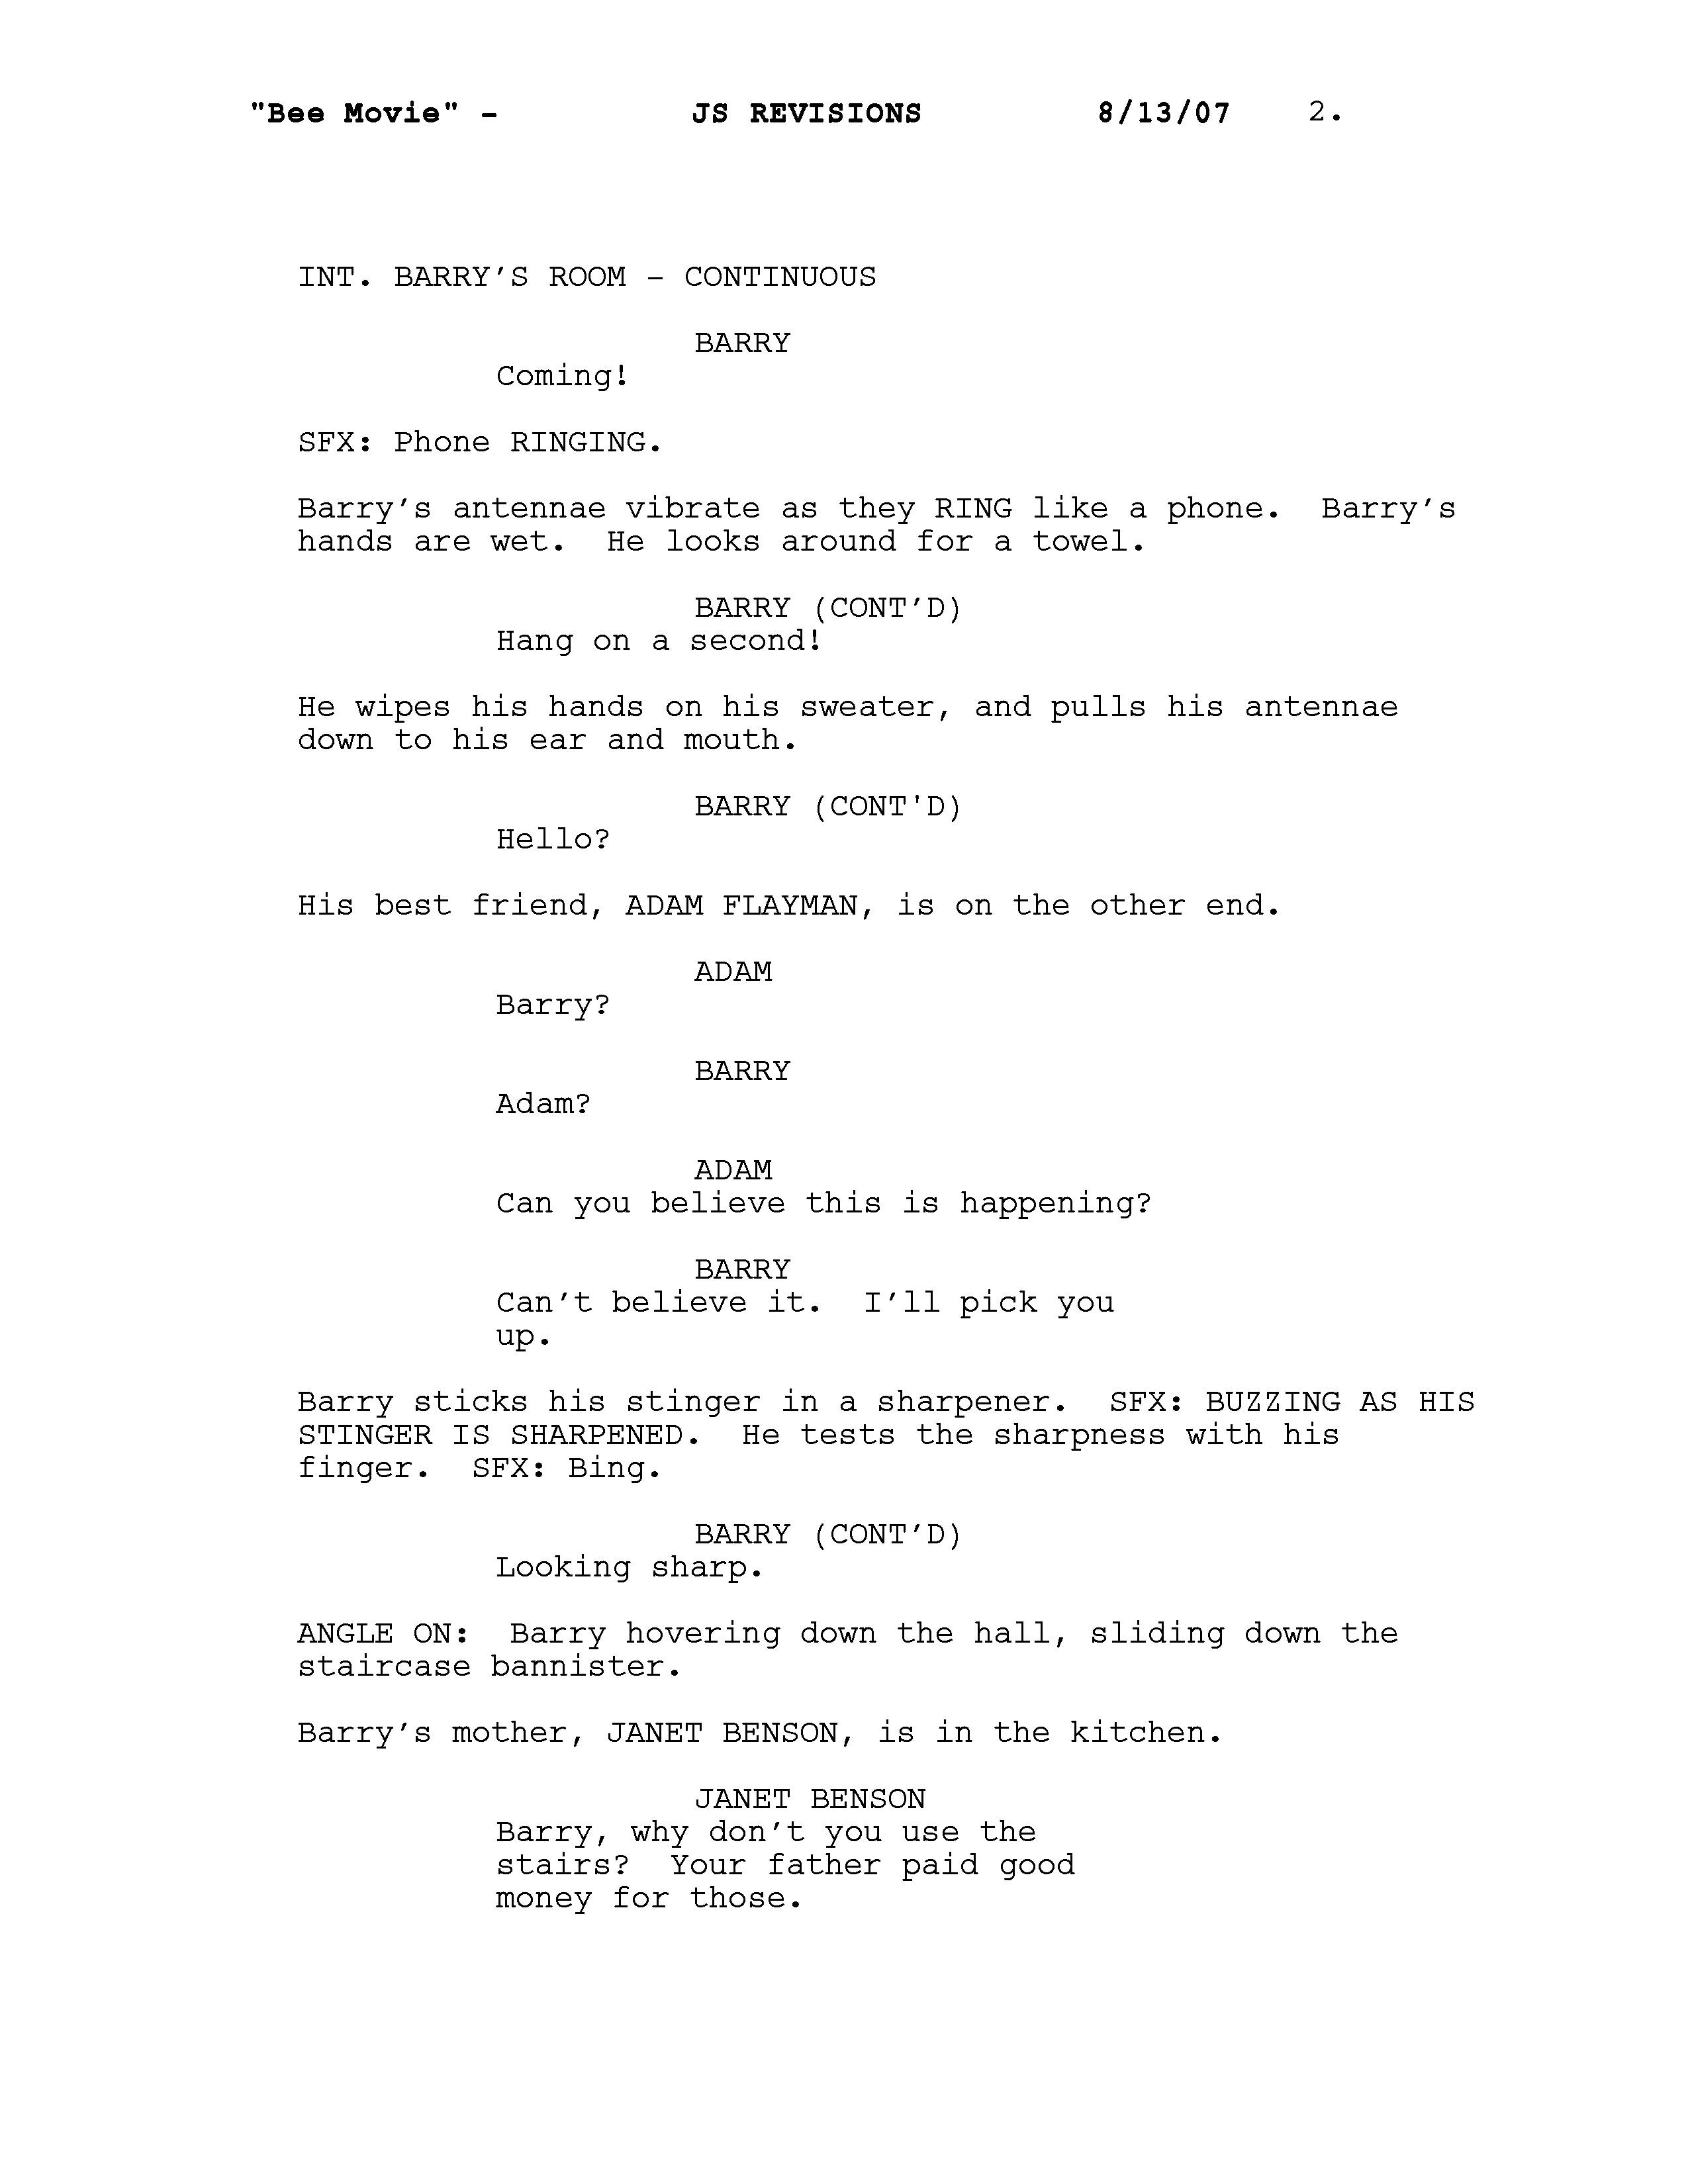 "Bee Movie" - JS REVISIONS 8/13/07 2.
INT. BARRY’S ROOM – CONTINUOUS
BARRY
Coming!
SFX: Phone RINGING.
Barry’s antennae vibrate as they RING like a phone.  Barry’s
hands are wet.  He looks around for a towel.
BARRY (CONT’D)
Hang on a second!
He wipes his hands on his sweater, and pulls his antennae
down to his ear and mouth.
BARRY (CONT'D)
Hello?
His best friend, ADAM FLAYMAN, is on the other end.
ADAM
Barry?
BARRY
Adam?
ADAM
Can you believe this is happening?
BARRY
Can’t believe it.  I’ll pick you
up.
Barry sticks his stinger in a sharpener.  SFX: BUZZING AS HIS
STINGER IS SHARPENED.  He tests the sharpness with his
finger.  SFX: Bing.
BARRY (CONT’D)
Looking sharp.
ANGLE ON:  Barry hovering down the hall, sliding down the
staircase bannister.
Barry’s mother, JANET BENSON, is in the kitchen.
JANET BENSON
Barry, why don’t you use the
stairs?  Your father paid good
money for those.